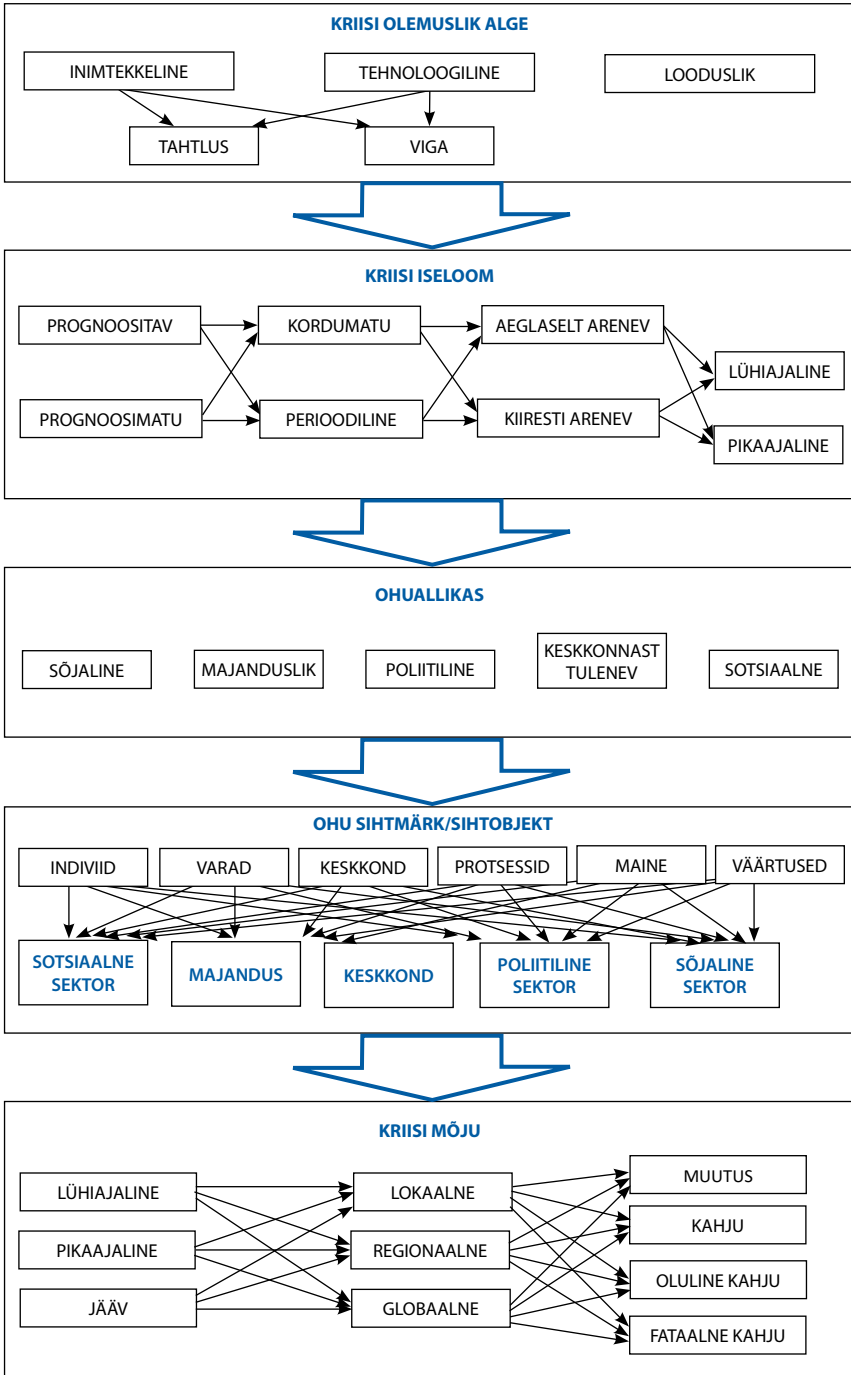 KRIISI OLEMUSLIK ALGE
INIMTEKKELINE
TEHNOLOOGILINE
LOODUSLIK
TAHTLUS
VIGA
KRIISI ISELOOM
PROGNOOSITAV
KORDUMATU
AEGLASELT ARENEV
LÜHIAJALINE
PROGNOOSIMATU
PERIOODILINE
KIIRESTI ARENEV
PIKAAJALINE
OHUALLIKAS
SÕJALINE
MAJANDUSLIK
POLIITILINE
KESKKONNAST
TULENEV
SOTSIAALNE
OHU SIHTMÄRK/SIHTOBJEKT
INDIVIID
VARAD
KESKKOND
PROTSESSID
MAINE
VÄÄRTUSED
SOTSIAALNE
SEKTOR
MAJANDUS
KESKKOND
POLIITILINE
SEKTOR
SÕJALINE
SEKTOR
KRIISI MÕJU
LÜHIAJALINE
LOKAALNE
MUUTUS
KAHJU
PIKAAJALINE
REGIONAALNE
OLULINE KAHJU
JÄÄV
GLOBAALNE
FATAALNE KAHJU